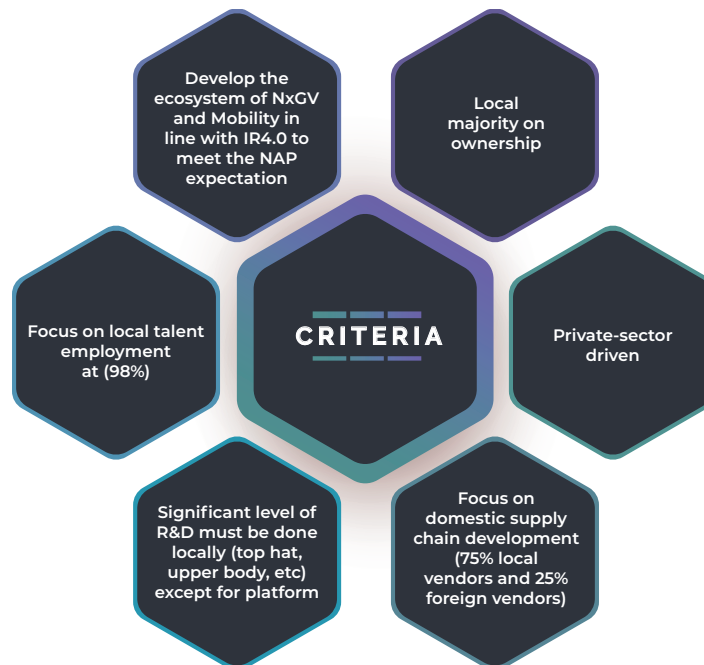 Develop the
ecosystem of NxGV
and Mobility in
line with IR4.0 to
meet the NAP
expectation
Local
majority on
ownership
Focus on local talent
employment
at (98%)
CRITERIA
Private-sector
driven
Significant level of
R&D must be done
locally (top hat,
upper body, etc)
except for platform
Focus on
domestic supply
chain development
(75% local
vendors and 25%
foreign vendors)